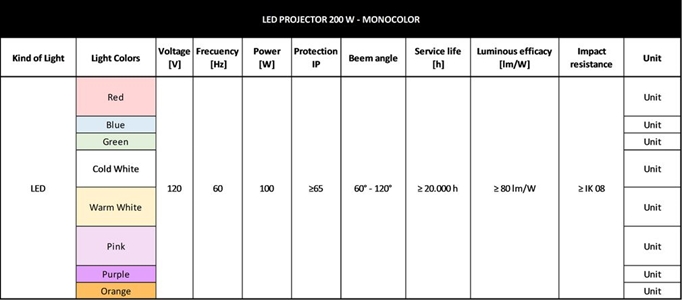 LED PROJECTOR 200 W - MONOCOLOR
Kind of Light Light Colors Voltage [V] Frecuency [Hz] Power [W] Protection IP Beem angle Service life [h] Luminous efficacy [lm/W] Impact resistance Unit
Red Unit
Blue Unit
Green Unit
Cold White Unit
LED 120 60 100 ≥65 60° - 120° ≥ 20.000 h ≥ 80 lm/W ≥ IK 08
Warm White Unit
Pink Unit
Purple Unit
Orange Unit